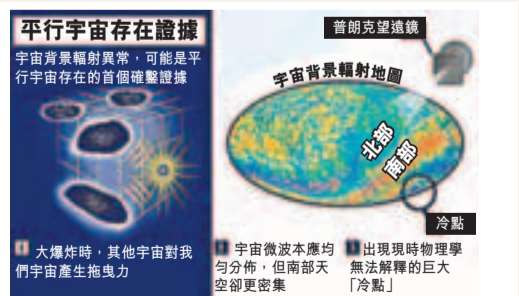 平行宇宙存在證據
宇宙背景輻射異常，可能是平
行宇宙存在的首個確鑿證據
大爆炸時，其他宇宙對我
們宇宙產生拖曳力
普朗克望遠鏡
宇宙背景輻射地圖
北部
南部
冷點
宇宙微波本應均
勻分佈，但南部天
空卻更密集
出現現時物理學
無法解釋的巨大
「冷點」